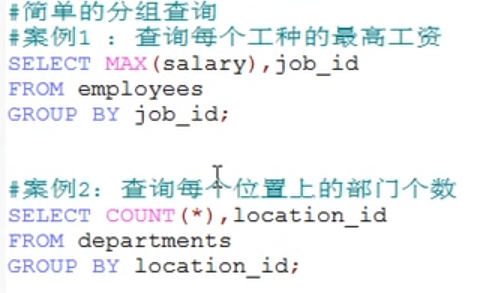 #简单的分组查询
#案例1 ：查询每个工种的最高工资
SELECT MAX(salary),job_id
FROM employees
GROUP BY job_id;
#案例2：查询每个位置上的部门个数
SELECT COUNT(*),location_id
FROM departments
GROUP BY location_id;